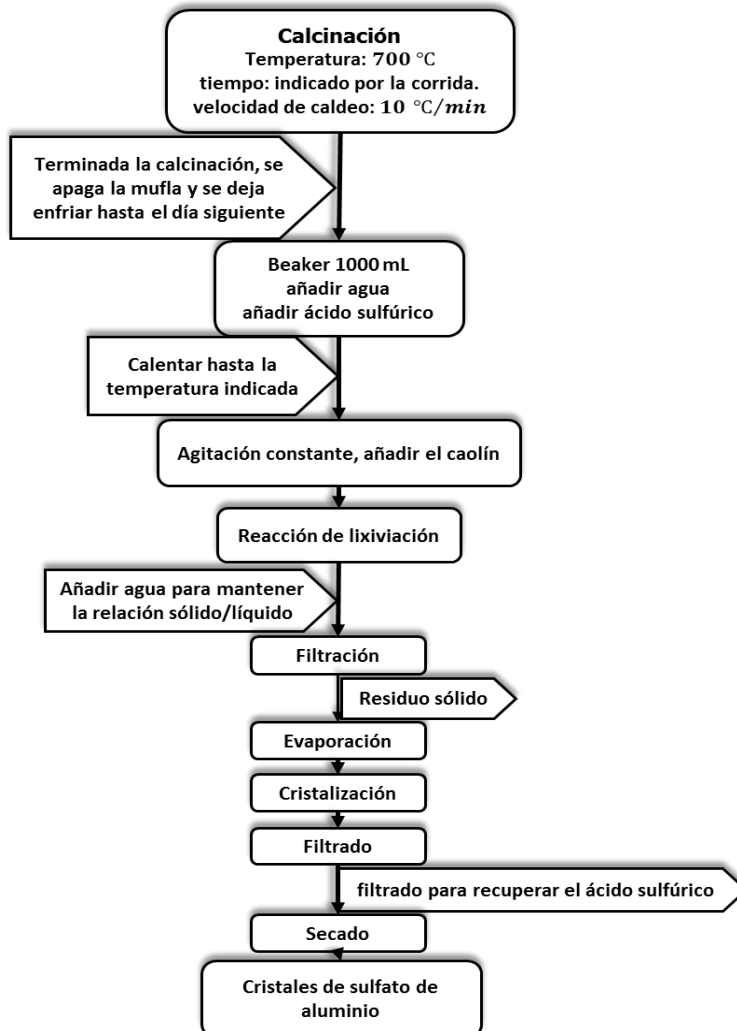 Calcinación
Temperatura: 700 °C
tiempo: indicado por la corrida.
velocidad de caldeo: 10 °C/min
Terminada la calcinación, se
apaga la mufla y se deja
enfriar hasta el día siguiente
Beaker 1000 mL
añadir agua
añadir ácido sulfúrico
Calentar hasta la
temperatura indicada
Agitación constante, añadir el caolín
Reacción de lixiviación
Añadir agua para mantener
la relación sólido/líquido
Filtración
Residuo sólido
Evaporación
Cristalización
Filtrado
filtrado para recuperar el ácido sulfúrico
Secado
Cristales de sulfato de
aluminio